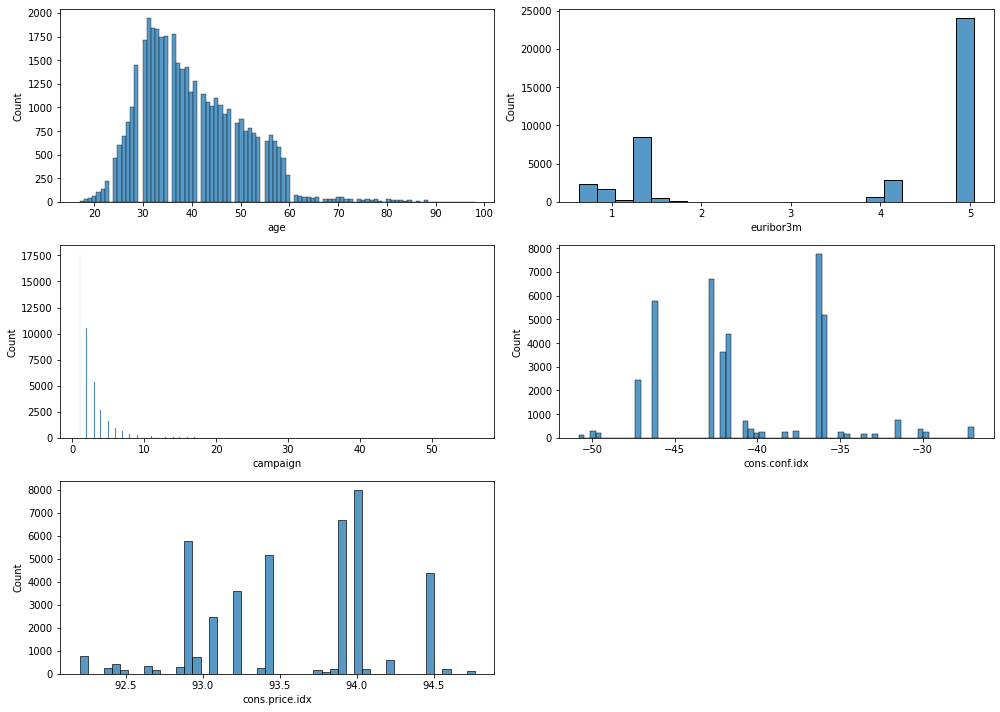 2000
1750
1500
1250
1000
750
500
250
0
Count
20 30 40 50 60 70 80 90 100
age
25000
20000
15000
10000
5000
0
Count
1 2 3 4 5
euribor3m
17500
15000
12500
10000
7500
5000
2500
0
Count
0 10 20 30 40 50
campaign
8000
7000
6000
5000
4000
3000
2000
1000
0
Count
−50 −45 −40 −35 −30
cons.conf.idx
8000
7000
6000
5000
4000
3000
2000
1000
0
Count
92.5 93.0 93.5 94.0 94.5
cons.price.idx